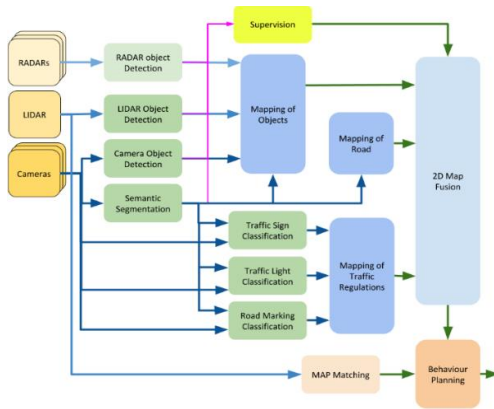 Supervision
RADARs
RADAR object
Detection
LIDAR
LIDAR Object
Detection
Mapping of
Objects
Mapping of
Road
2D Map
Fusion
Cameras
Camera Object
Detection
Semantic
Segmentation
Traffic Sign
Classification
Traffic Light
Classification
Mapping of
Traffic
Regulations
Road Marking
Classification
MAP Matching
Behaviour
Planning